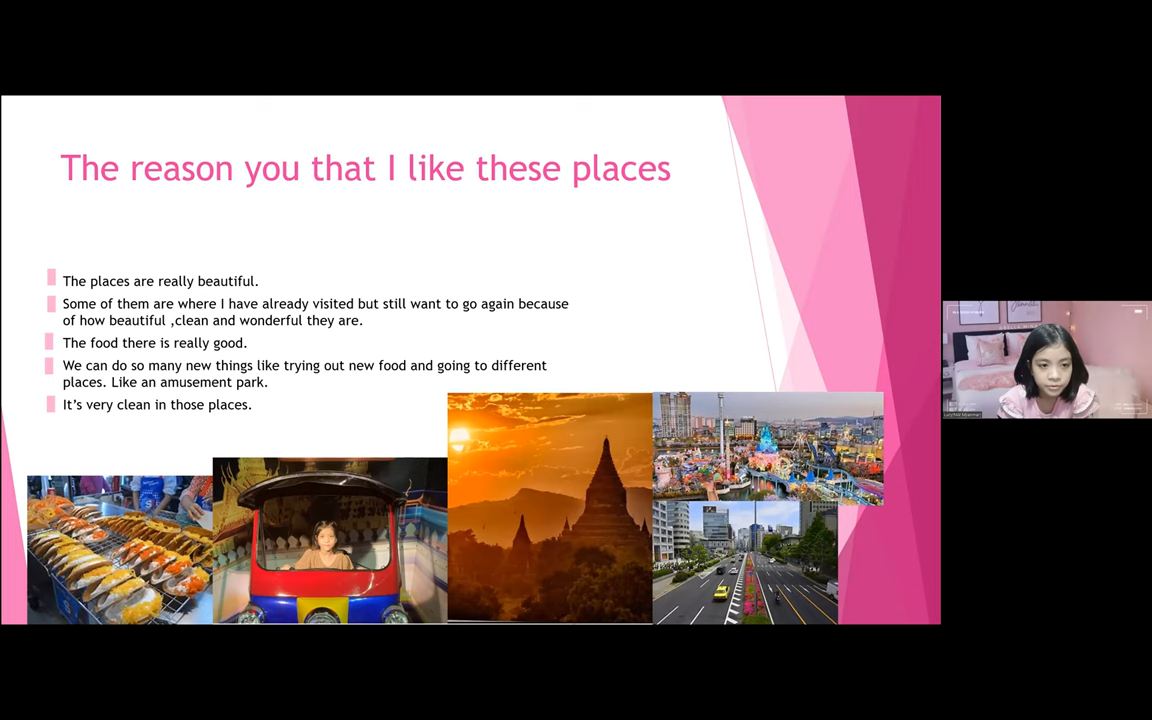 The reason you that I like these places
The places are really beautiful.
Some of them are where I have already visited but still want to go again because
of how beautiful ,clean and wonderful they are.
The food there is really good.
We can do so many new things like trying out new food and going to different
places. Like an amusement park.
It's very clean in those places.